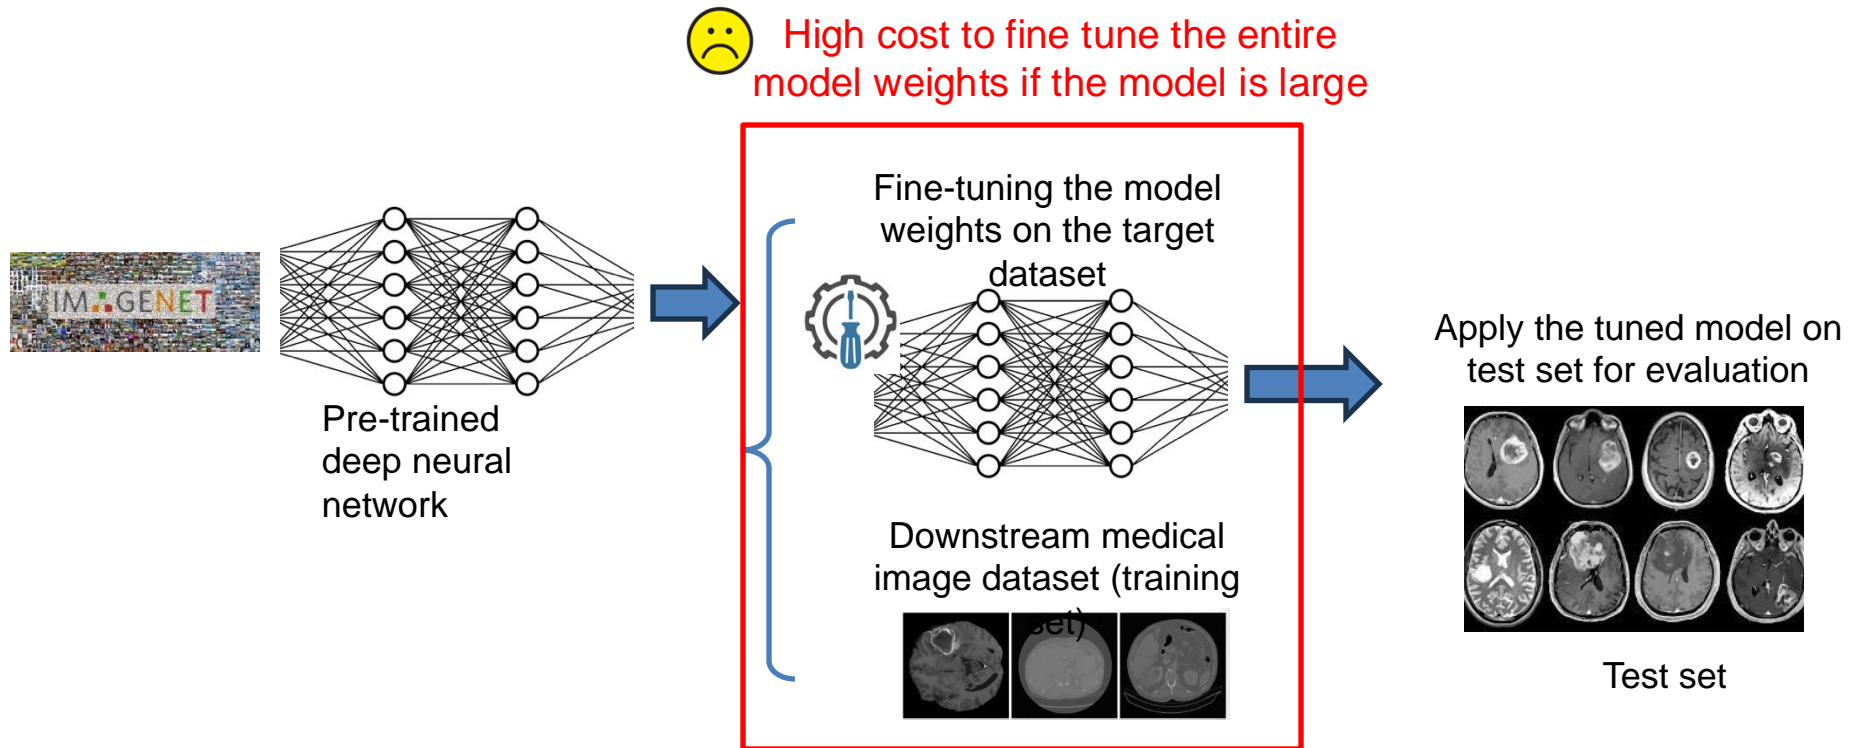 High cost to fine tune the entire
model weights if the model is large
Fine-tuning the model
weights on the target
dataset
IMAGENET
Pre-trained
deep neural
network
Downstream medical
image dataset (training
set)
Apply the tuned model on
test set for evaluation
Test set